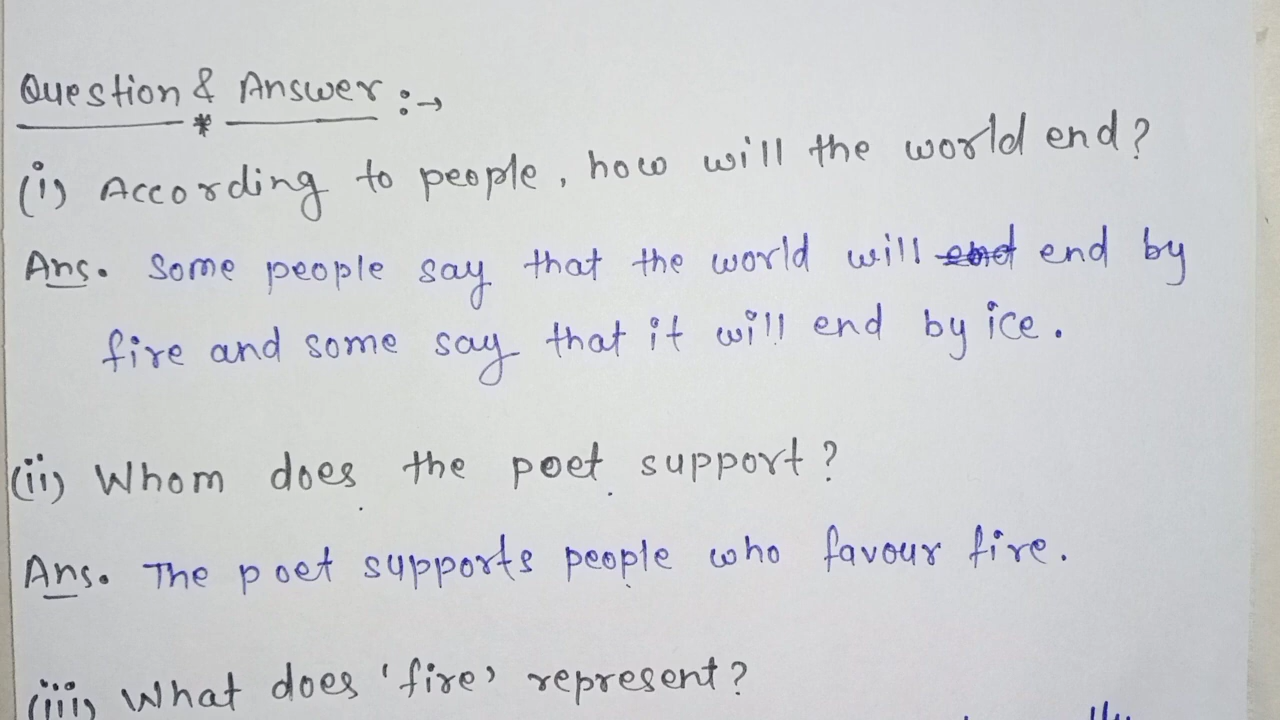 Question & Answer :→
(i) According to people, how will the world end?
Ans. Some people say that the world will end by
fire and some say that it will end by ice.
(ii) Whom does the poet support?
Ans. The poet supports people who favour fire.
(iii) What does 'fire' represent?